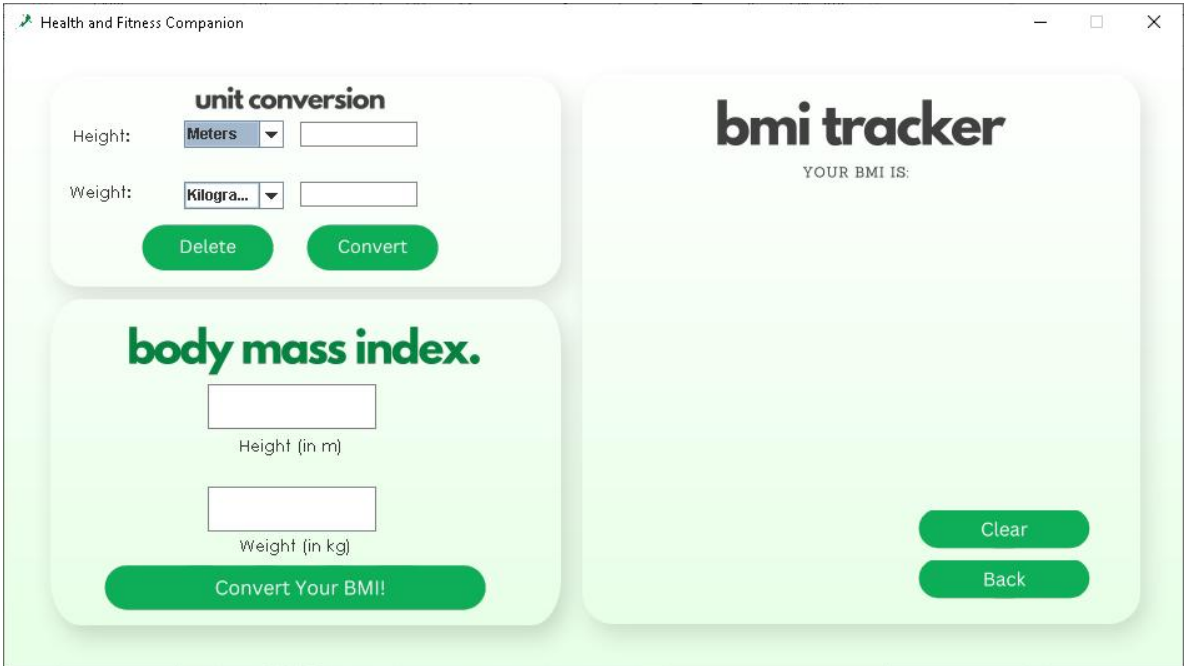 Health and Fitness Companion
unit conversion
Height: Meters
Weight: Kilogra...
Delete Convert
body mass index.
Height (in m)
Weight (in kg)
Convert Your BMI!
bmi tracker
YOUR BMI IS:
Clear
Back